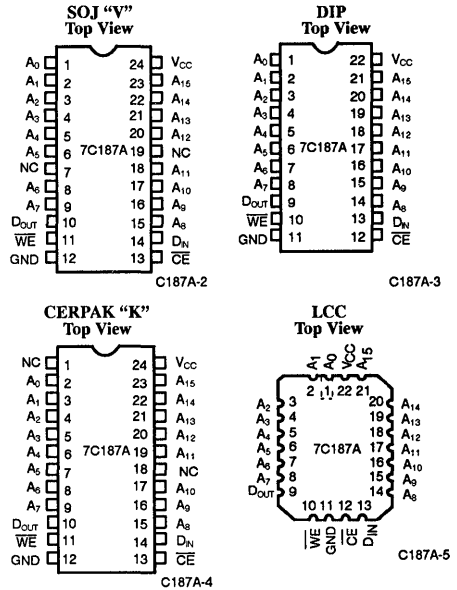 SOJ “V”
Top View
A0 1 24 VCC
A1 2 23 A15
A2 3 22 A14
A3 4 21 A13
A4 5 20 A12
A5 6 7C187A 19 NC
NC 7 18 A11
A6 8 17 A10
A7 9 16 A9
DOUT 10 15 A8
WE 11 14 DIN
GND 12 13 CE
C187A-2
DIP
Top View
A0 1 22 VCC
A1 2 21 A15
A2 3 20 A14
A3 4 19 A13
A4 5 18 A12
A5 6 7C187A 17 A11
A6 7 16 A10
A7 8 15 A9
DOUT 9 14 A8
WE 10 13 DIN
GND 11 12 CE
C187A-3
CERPAK “K”
Top View
NC 1 24 VCC
A0 2 23 A15
A1 3 22 A14
A2 4 21 A13
A3 5 20 A12
A4 6 7C187A 19 A11
A5 7 18 NC
A6 8 17 A10
A7 9 16 A9
DOUT 10 15 A8
WE 11 14 DIN
GND 12 13 CE
C187A-4
LCC
Top View
A1 A0 VCC A15
2 1 22 21
A2 3 20 A14
A3 4 19 A13
A4 5 18 A12
A5 6 7C187A 17 A11
A6 7 16 A10
A7 8 15 A9
DOUT 9 14 A8
10 11 12 13
WE GND CE DIN
C187A-5